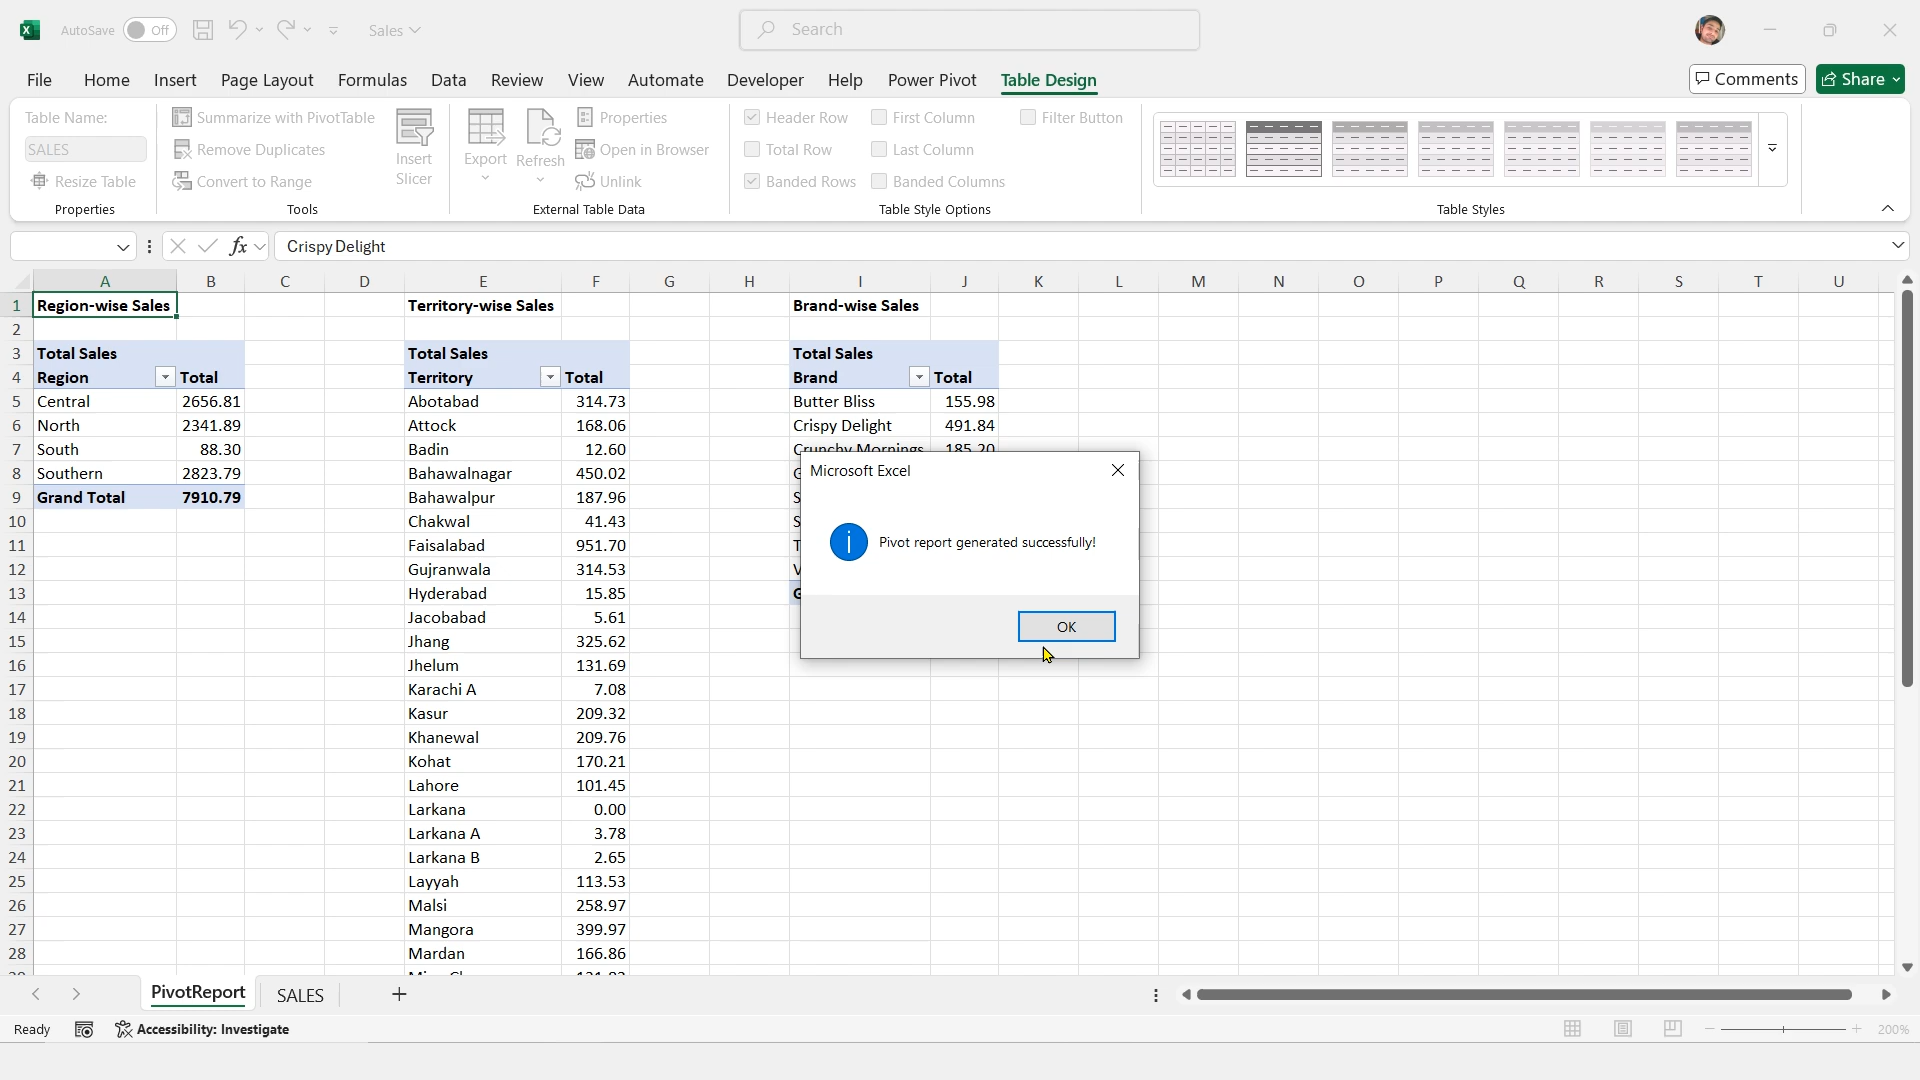 AutoSave Off Sales Search
File Home Insert Page Layout Formulas Data Review View Automate Developer Help Power Pivot Table Design Comments Share
Table Name: Summarize with PivotTable Properties Header Row First Column Filter Button
SALES Remove Duplicates Insert Slicer Export Refresh Open in Browser Total Row Last Column
Resize Table Convert to Range Unlink Banded Rows Banded Columns
Properties Tools External Table Data Table Style Options Table Styles
fx Crispy Delight
A B C D E F G H I J K L M N O P Q R S T U
1 Region-wise Sales Territory-wise Sales Brand-wise Sales
2
3 Total Sales Total Sales Total Sales
4 Region Total Territory Total Brand Total
5 Central 2656.81 Abotabad 314.73 Butter Bliss 155.98
6 North 2341.89 Attock 168.06 Crispy Delight 491.84
7 South 88.30 Badin 12.60 Crunchy Mornings 185.20
8 Southern 2823.79 Bahawalnagar 450.02
9 Grand Total 7910.79 Bahawalpur 187.96 S
10 Chakwal 41.43 S
11 Faisalabad 951.70 T
12 Gujranwala 314.53 V
13 Hyderabad 15.85 G
14 Jacobabad 5.61
15 Jhang 325.62
16 Jhelum 131.69
17 Karachi A 7.08
18 Kasur 209.32
19 Khanewal 209.76
20 Kohat 170.21
21 Lahore 101.45
22 Larkana 0.00
23 Larkana A 3.78
24 Larkana B 2.65
25 Layyah 113.53
26 Malsi 258.97
27 Mangora 399.97
28 Mardan 166.86
Microsoft Excel
Pivot report generated successfully!
OK
PivotReport SALES
Ready Accessibility: Investigate 200%